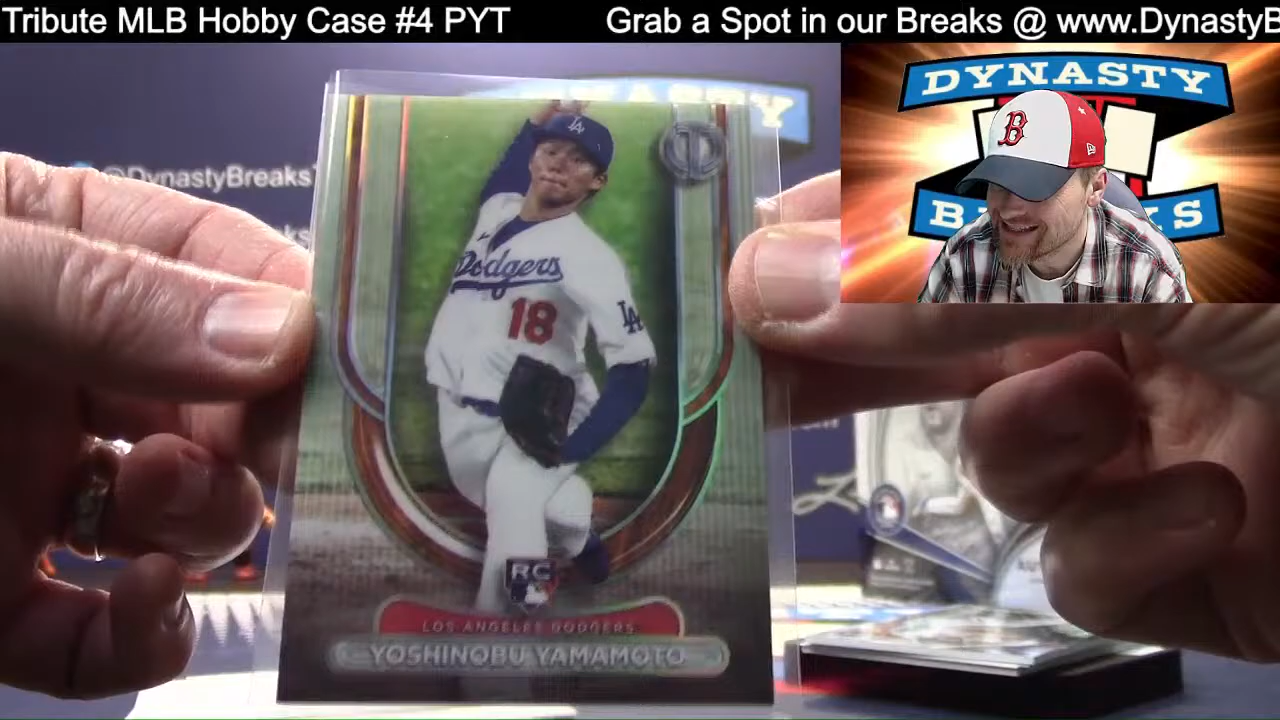 Tribute MLB Hobby Case #4 PYT Grab a Spot in our Breaks @ www.DynastyB
DYNASTY
DYNASTY
@DynastyBreaks
B
LA
Dodgers
18
LA
RC
LOS ANGELES DODGERS
YOSHINOBU YAMAMOTO